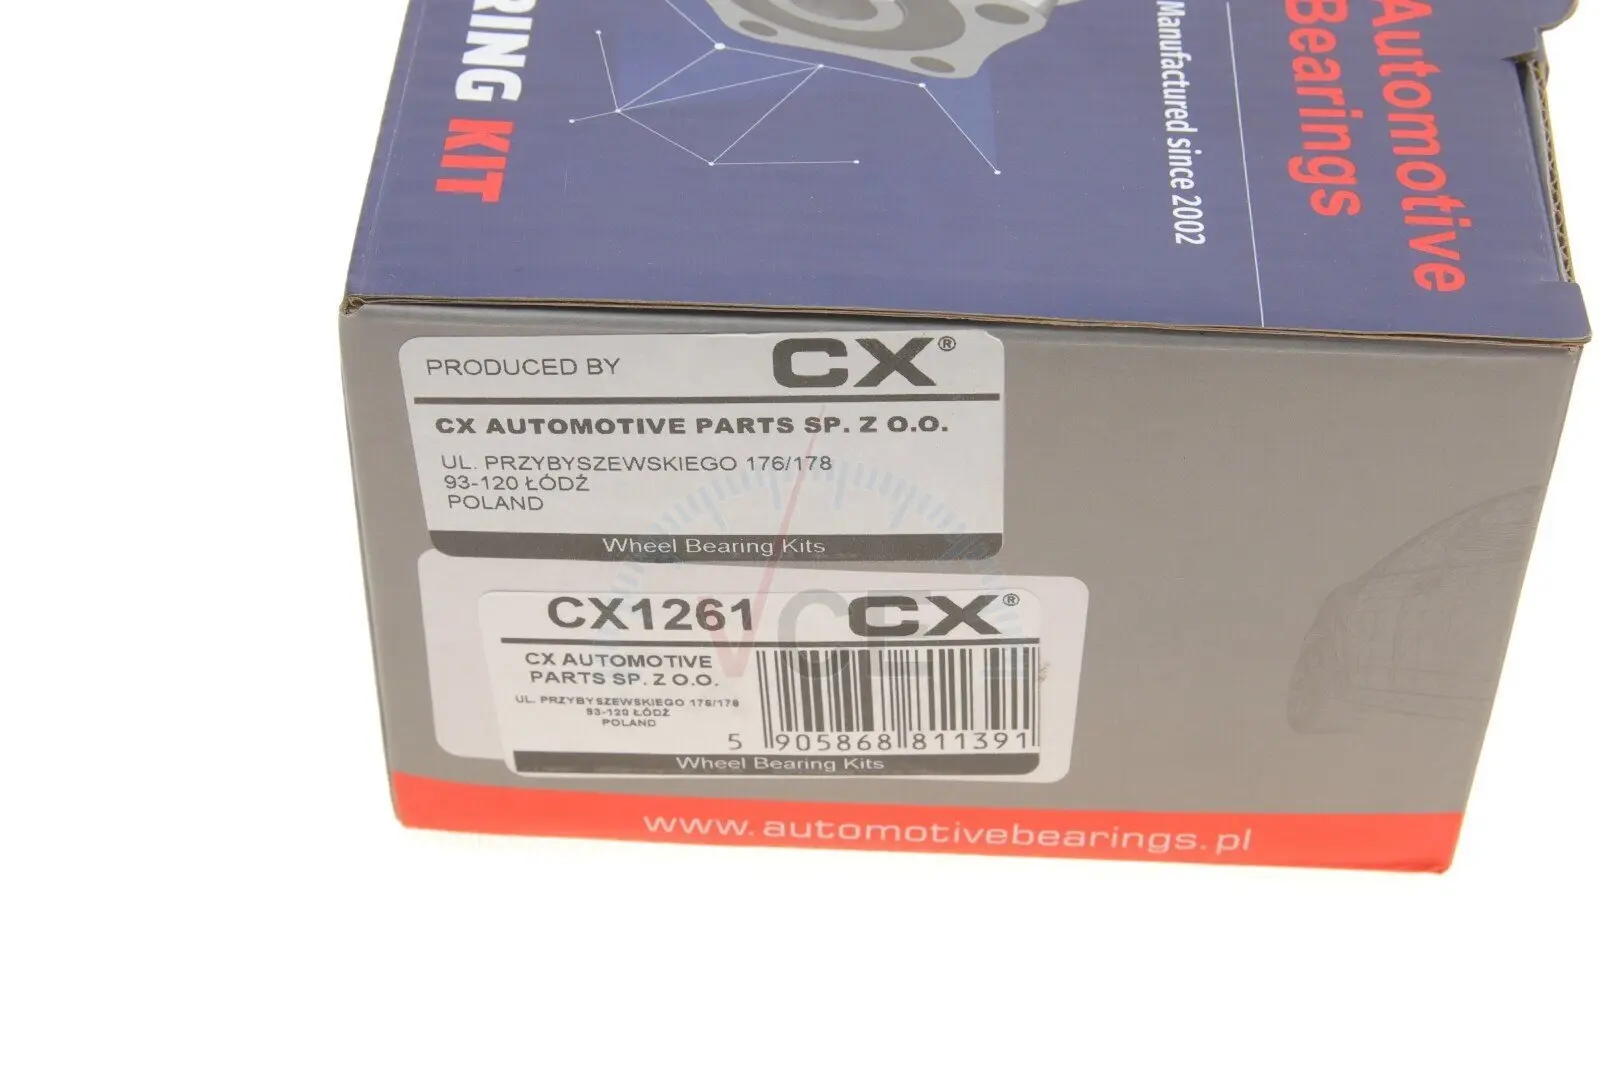 RING KIT
Manufactured since 2002
Automotive
Bearings
PRODUCED BY
CX®
CX AUTOMOTIVE PARTS SP. Z O.O.
UL. PRZYBYSZEWSKIEGO 176/178
93-120 ŁÓDŹ
POLAND
Wheel Bearing Kits
CX1261
CX®
CX AUTOMOTIVE
PARTS SP. Z O.O.
UL. PRZYBYSZEWSKIEGO 176/178
93-120 ŁÓDŹ
POLAND
5 905868 811391
Wheel Bearing Kits
www.automotivebearings.pl